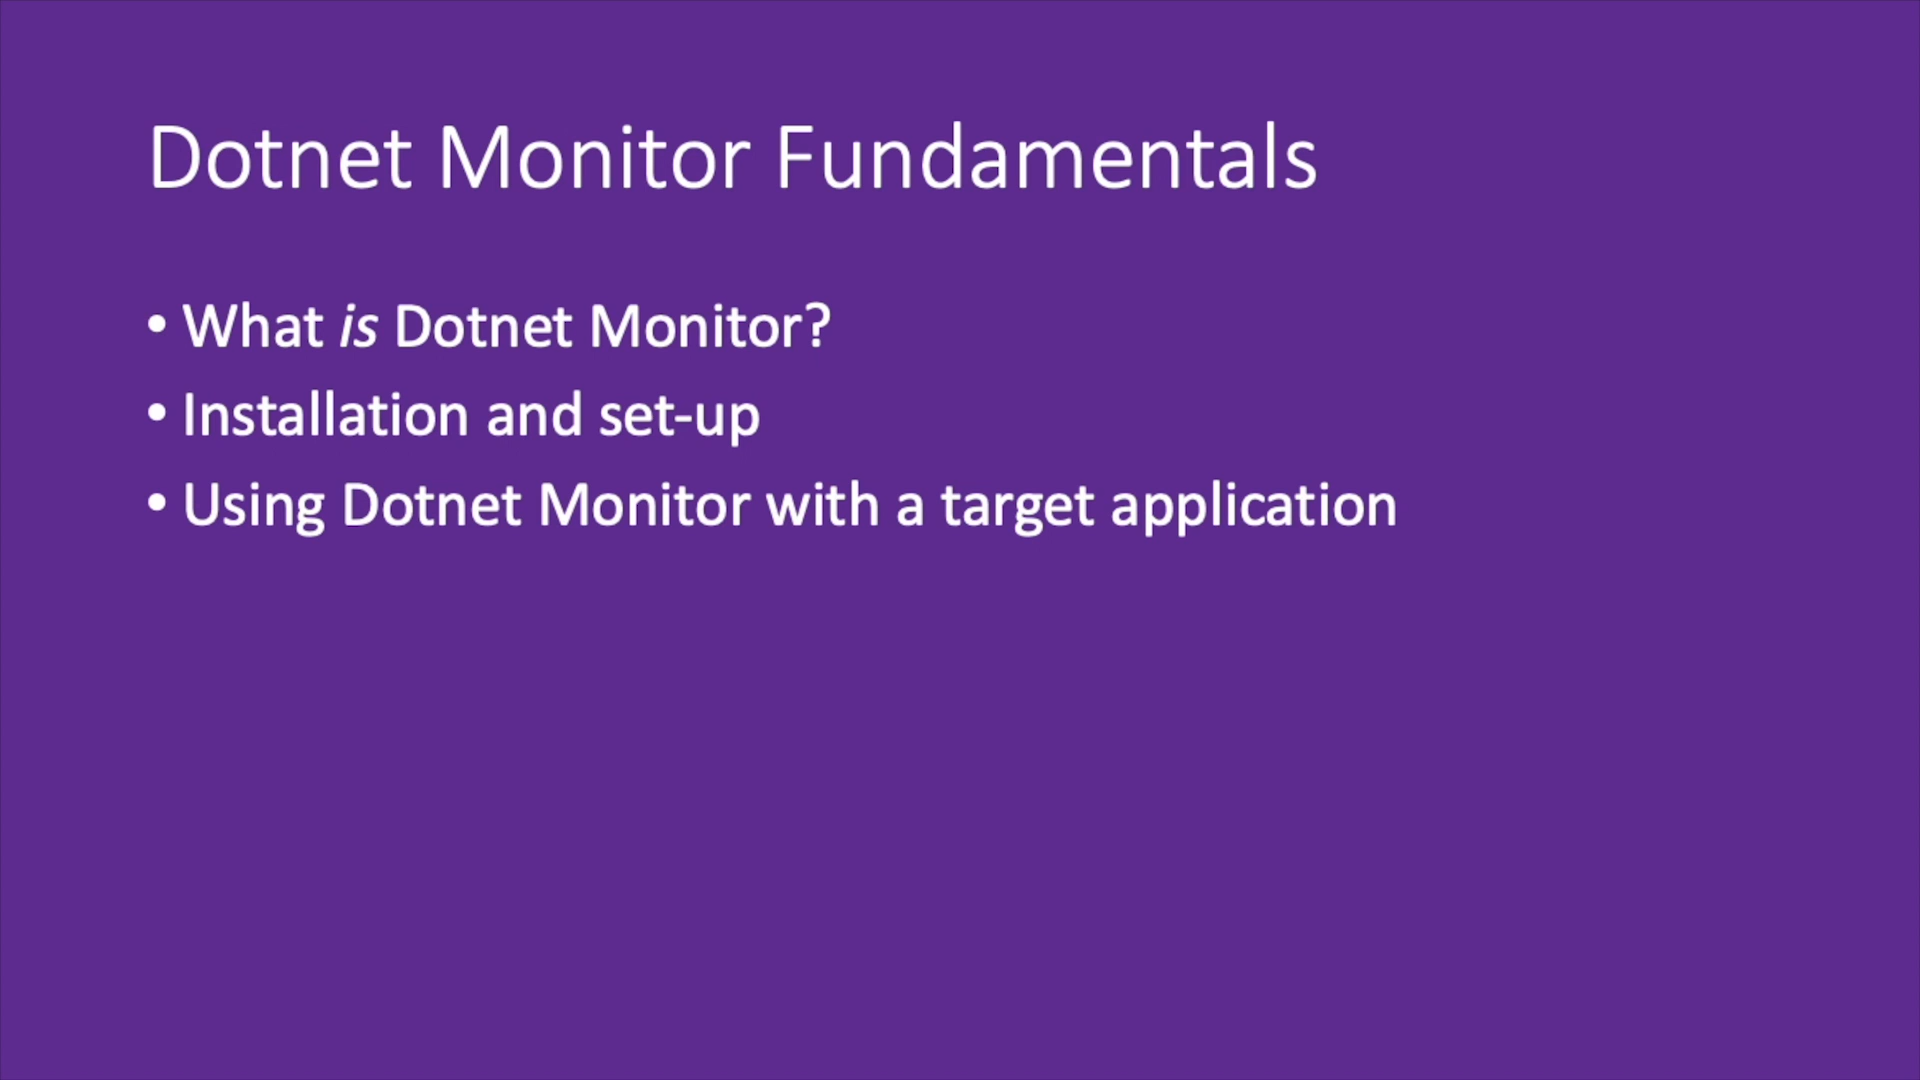 Dotnet Monitor Fundamentals
• What is Dotnet Monitor?
• Installation and set-up
• Using Dotnet Monitor with a target application